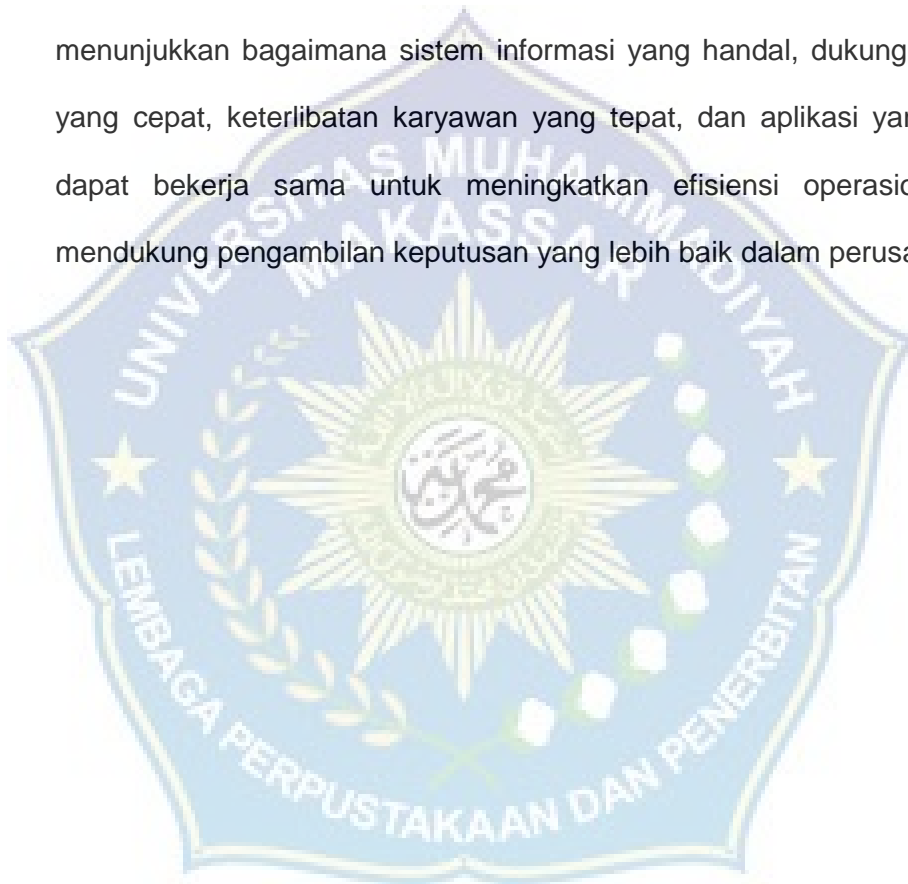 menunjukkan bagaimana sistem informasi yang handal, dukung
yang cepat, keterlibatan karyawan yang tepat, dan aplikasi yan
dapat bekerja sama untuk meningkatkan efisiensi operasio
mendukung pengambilan keputusan yang lebih baik dalam perusa
UNIVERSITAS MUHAMMADIYAH
MAKASSAR
LEMBAGA PERPUSTAKAAN DAN PENERBITAN